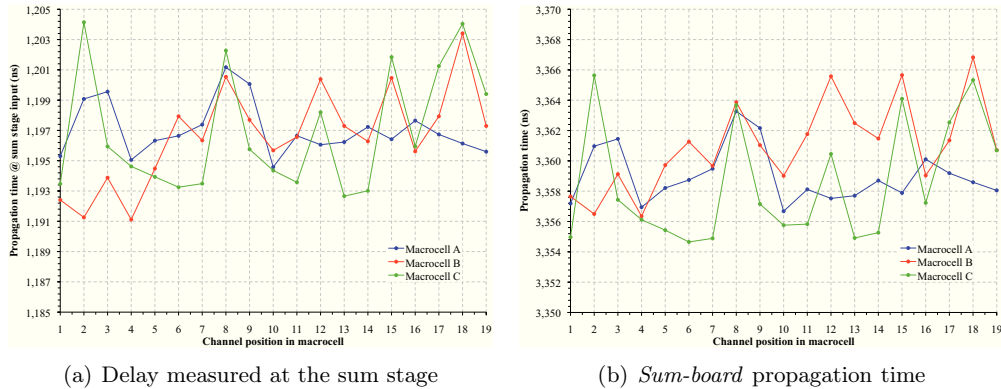 1,205
1,203
1,201
1,199
1,197
1,195
1,193
1,191
1,189
1,187
1,185
Propagation time @ sum stage input (ns)
Macrocell A
Macrocell B
Macrocell C
1 2 3 4 5 6 7 8 9 10 11 12 13 14 15 16 17 18 19
Channel position in macrocell
(a) Delay measured at the sum stage
3,370
3,368
3,366
3,364
3,362
3,360
3,358
3,356
3,354
3,352
3,350
Propagation time (ns)
Macrocell A
Macrocell B
Macrocell C
1 2 3 4 5 6 7 8 9 10 11 12 13 14 15 16 17 18 19
Channel position in macrocell
(b) Sum-board propagation time